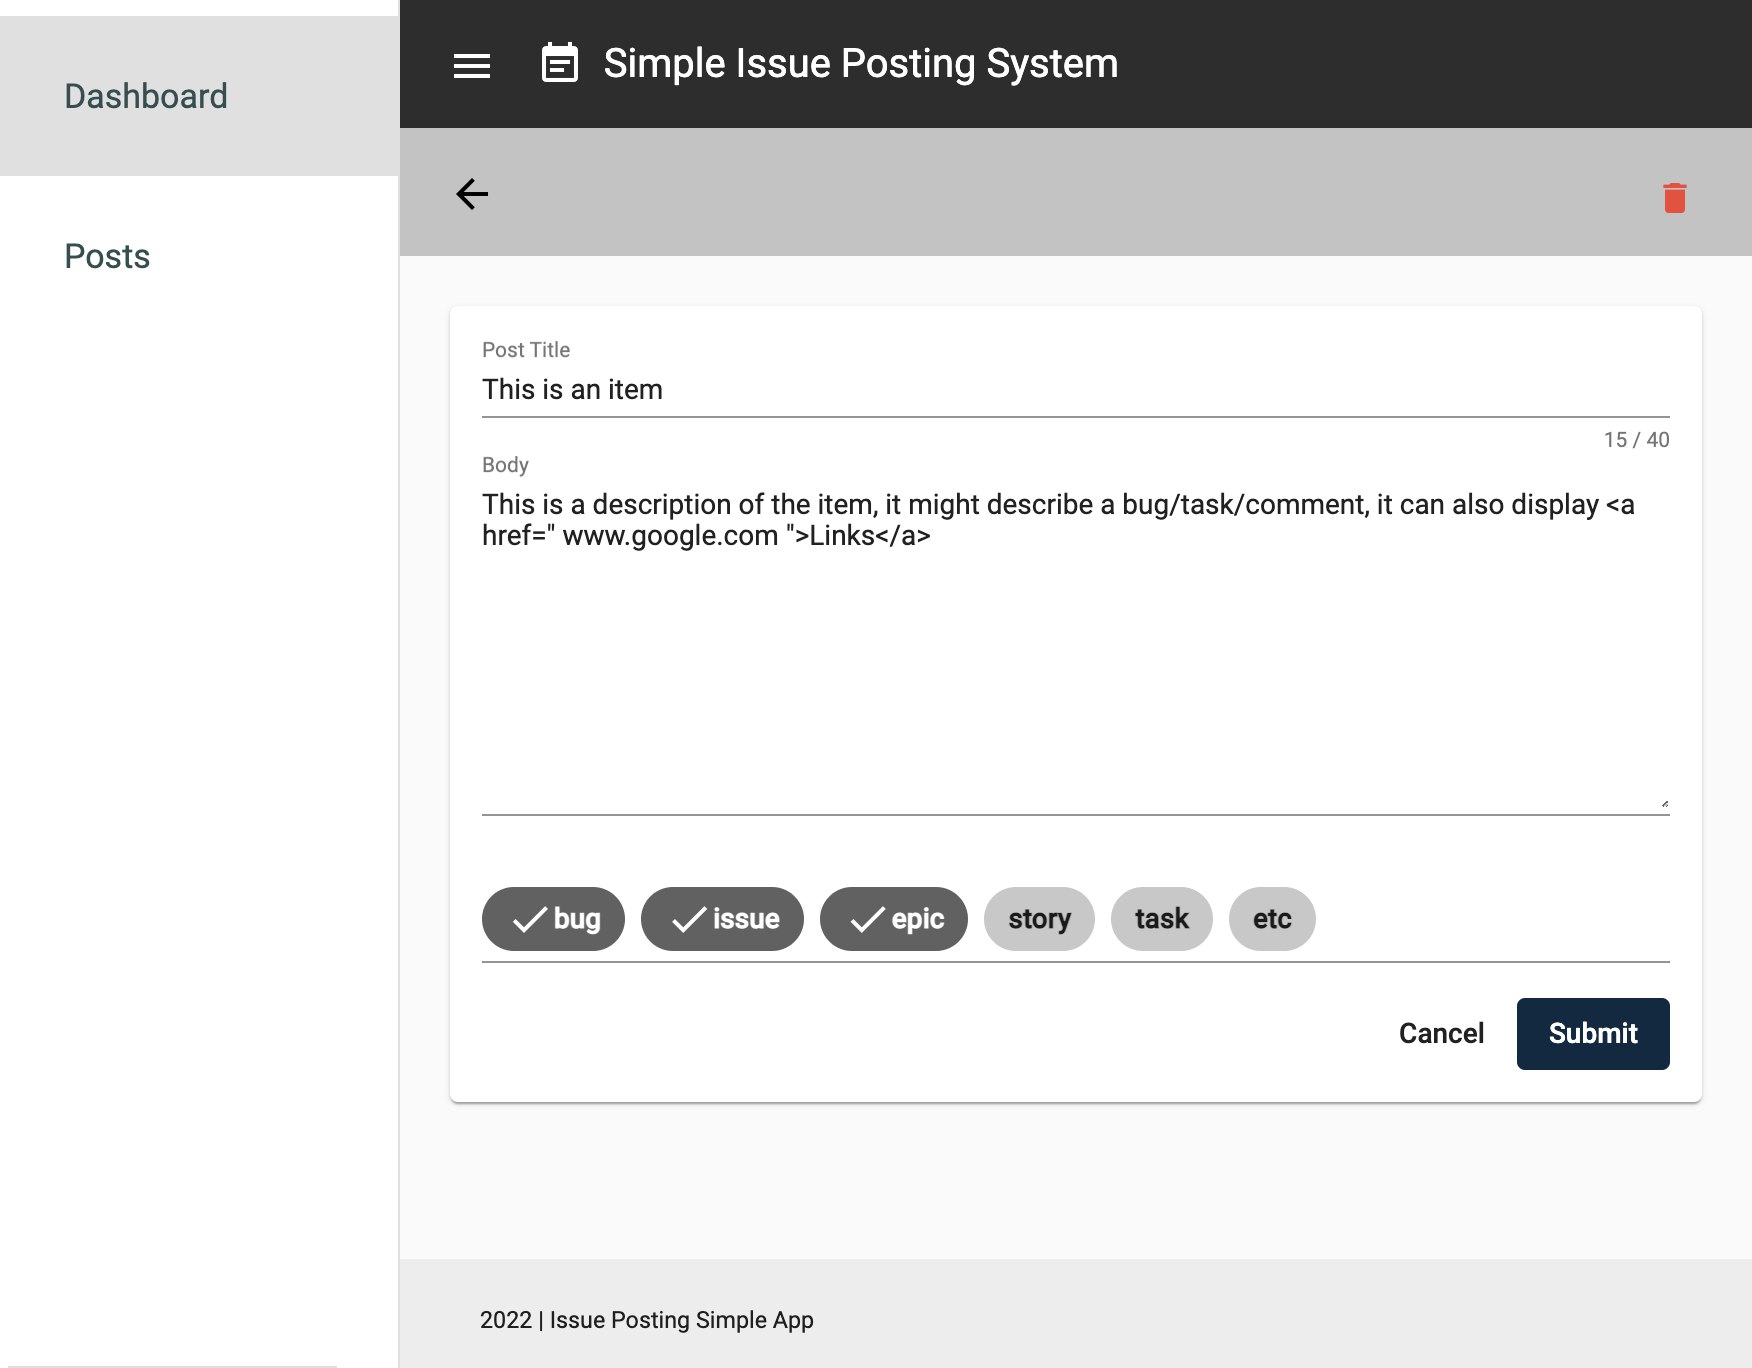 Dashboard
Posts
Simple Issue Posting System
Post Title
This is an item
15 / 40
Body
This is a description of the item, it might describe a bug/task/comment, it can also display <a
href=" www.google.com ">Links</a>
bug issue epic story task etc
Cancel Submit
2022 | Issue Posting Simple App